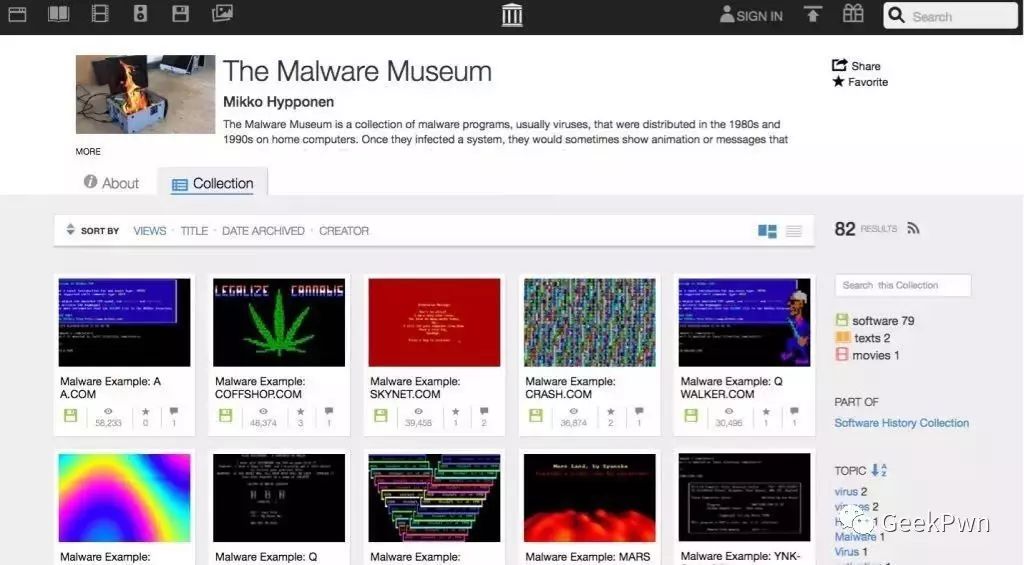 SIGN IN
Search
The Malware Museum
Mikko Hypponen
The Malware Museum is a collection of malware programs, usually viruses, that were distributed in the 1980s and
1990s on home computers. Once they infected a system, they would sometimes show animation or messages that
MORE
Share
Favorite
About
Collection
SORT BY VIEWS · TITLE · DATE ARCHIVED · CREATOR
82 RESULTS
Search this Collection
software 79
texts 2
movies 1
PART OF
Software History Collection
TOPIC
virus 2
2
Malware 1
Virus 1
LEGALIZE CANNABIS
Malware Example: A
A.COM
58,233 0 1
Malware Example:
COFFSHOP.COM
48,374 3 1
Malware Example:
SKYNET.COM
39,458 1 2
Malware Example:
CRASH.COM
36,874 2 1
Malware Example: Q
WALKER.COM
30,496 1 1
Mars Land, by Spanska
Malware Example:
Malware Example: Q
Malware Example:
Malware Example: MARS
Malware Example: YNK-
GeekPwn